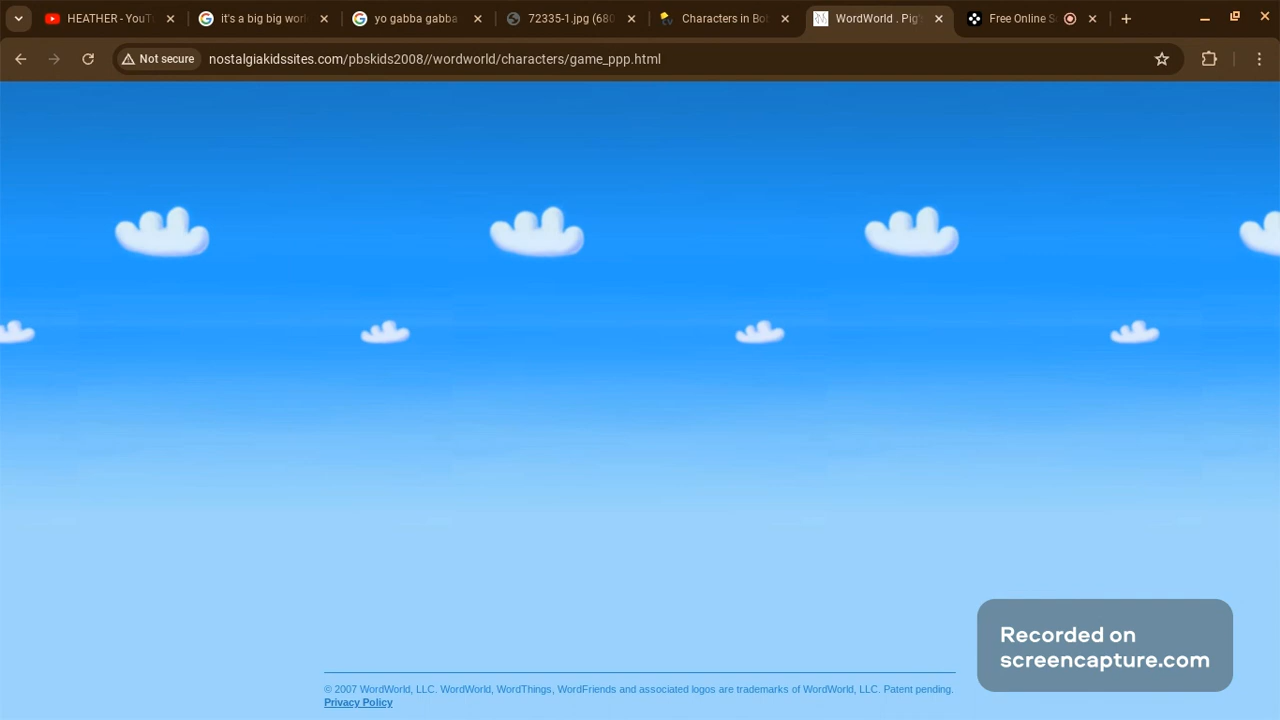 HEATHER - YouT
it's a big big worl
yo gabba gabba
72335-1.jpg (680
Characters in Bo
WordWorld . Pig's
Free Online Sc
Not secure
nostalgiakidssites.com/pbskids2008//wordworld/characters/game_ppp.html
Recorded on
screencapture.com
© 2007 WordWorld, LLC. WordWorld, WordThings, WordFriends and associated logos are trademarks of WordWorld, LLC. Patent pending.
Privacy Policy